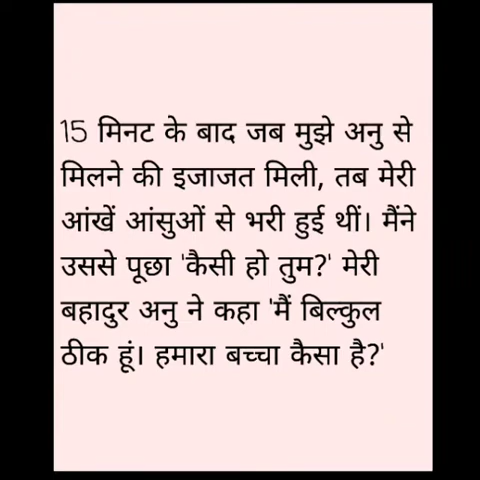 15 मिनट के बाद जब मुझे अनु से
मिलने की इजाजत मिली, तब मेरी
आंखें आंसुओं से भरी हुई थीं। मैंने
उससे पूछा 'कैसी हो तुम?' मेरी
बहादुर अनु ने कहा 'मैं बिल्कुल
ठीक हूं। हमारा बच्चा कैसा है?'